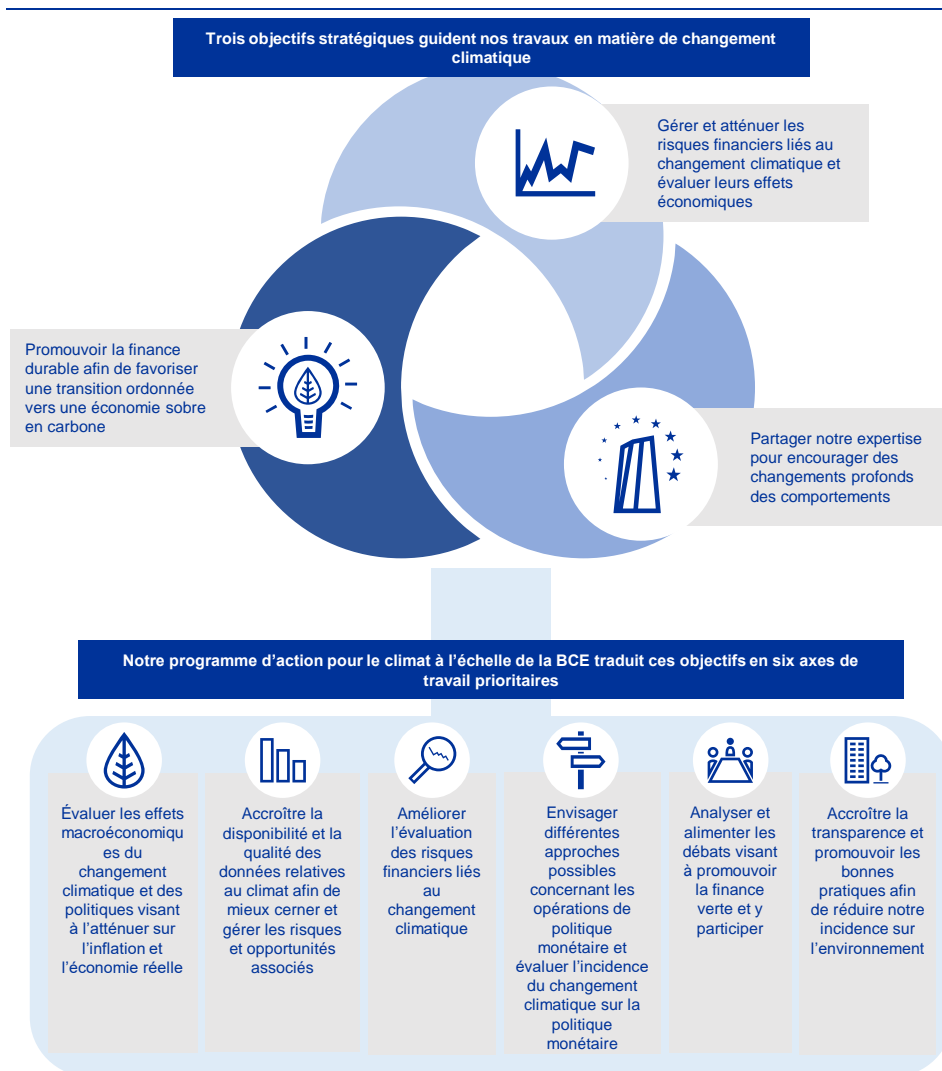 Trois objectifs stratégiques guident nos travaux en matière de changement
climatique
Gérer et atténuer les
risques financiers liés au
changement climatique et
évaluer leurs effets
économiques
Promouvoir la finance
durable afin de favoriser
une transition ordonnée
vers une économie sobre
en carbone
Partager notre expertise
pour encourager des
changements profonds
des comportements
Notre programme d’action pour le climat à l’échelle de la BCE traduit ces objectifs en six axes de
travail prioritaires
Évaluer les effets
macroéconomiqu
es du
changement
climatique et des
politiques visant
à l’atténuer sur
l’inflation et
l’économie réelle
Accroître la
disponibilité et la
qualité des
données relatives
au climat afin de
mieux cerner et
gérer les risques
et opportunités
associés
Améliorer
l’évaluation
des risques
financiers liés
au
changement
climatique
Envisager
différentes
approches
possibles
concernant les
opérations de
politique
monétaire et
évaluer l’incidence
du changement
climatique sur la
politique
monétaire
Analyser et
alimenter les
débats visant
à promouvoir
la finance
verte et y
participer
Accroître la
transparence et
promouvoir les
bonnes
pratiques afin
de réduire notre
incidence sur
l’environnement